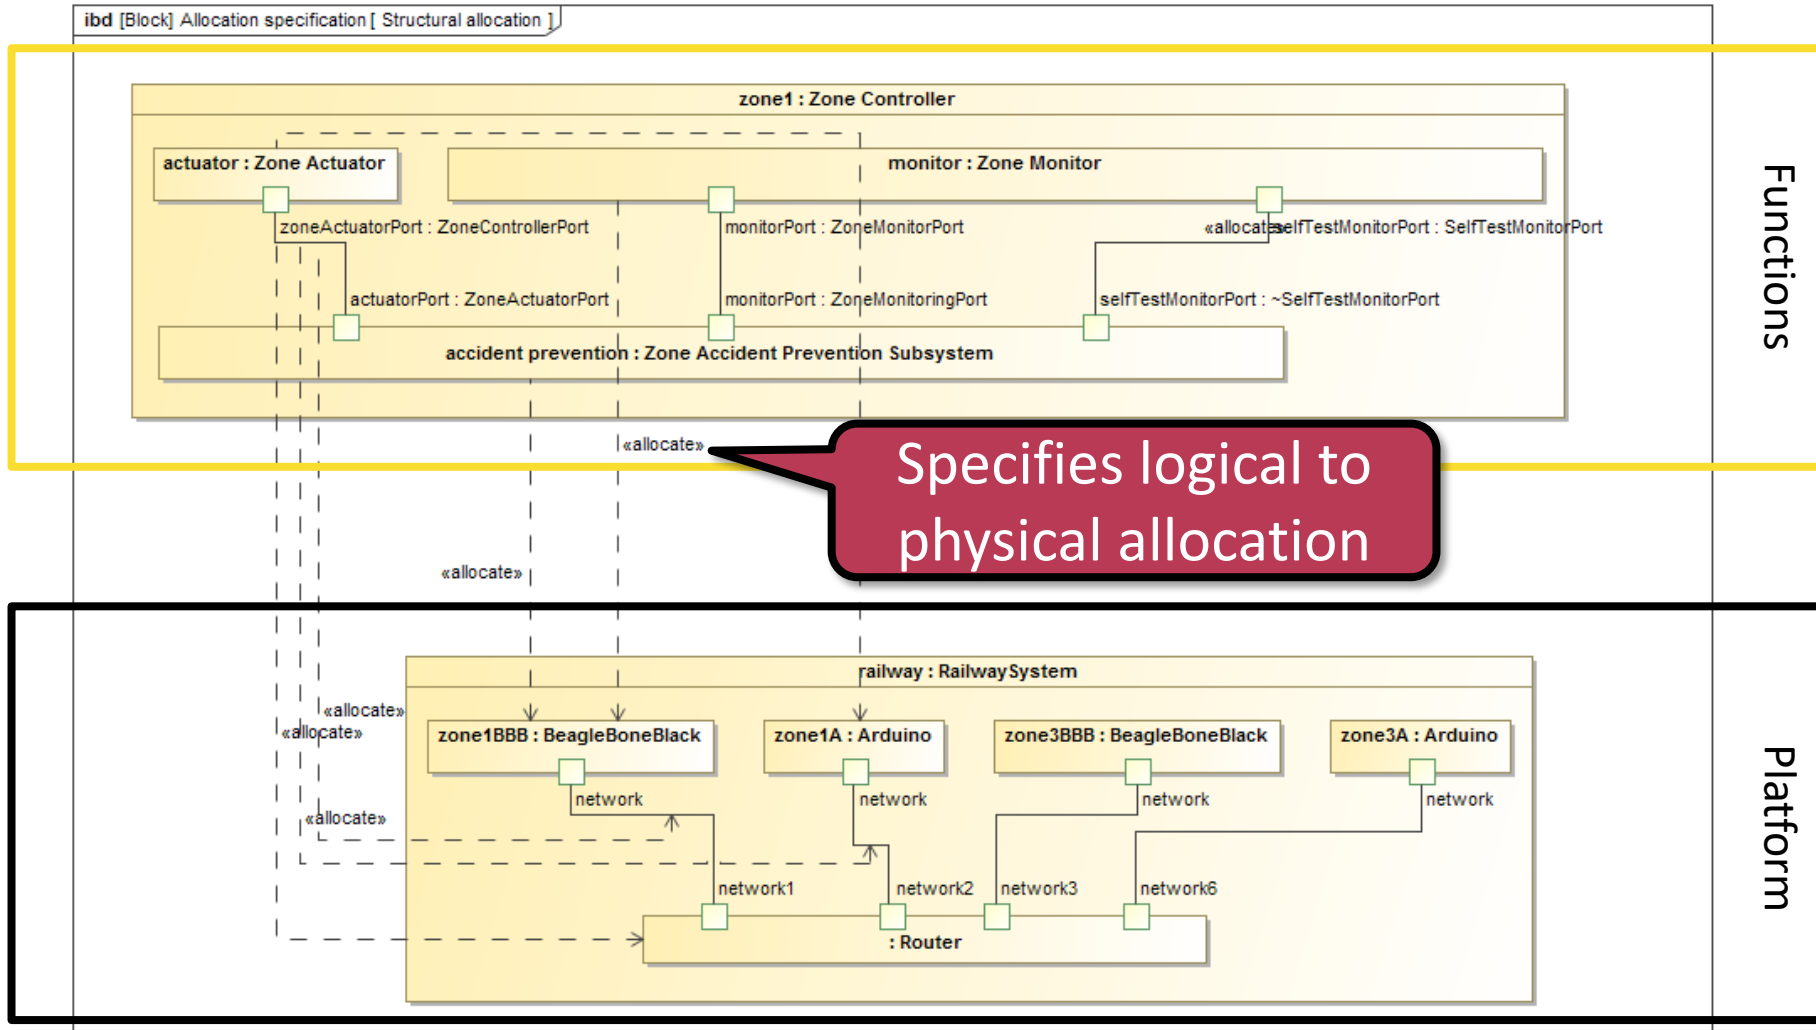 ibd [Block] Allocation specification [ Structural allocation ]
zone1 : Zone Controller
actuator : Zone Actuator
monitor : Zone Monitor
zoneActuatorPort : ZoneControllerPort
monitorPort : ZoneMonitorPort
«allocate»
selfTestMonitorPort : SelfTestMonitorPort
actuatorPort : ZoneActuatorPort
monitorPort : ZoneMonitoringPort
selfTestMonitorPort : ~SelfTestMonitorPort
accident prevention : Zone Accident Prevention Subsystem
Functions
«allocate»
Specifies logical to
physical allocation
«allocate»
railway : RailwaySystem
«allocate»
«allocate»
zone1BBB : BeagleBoneBlack
zone1A : Arduino
zone3BBB : BeagleBoneBlack
zone3A : Arduino
network
network
network
network
«allocate»
network1
network2
network3
network6
: Router
Platform